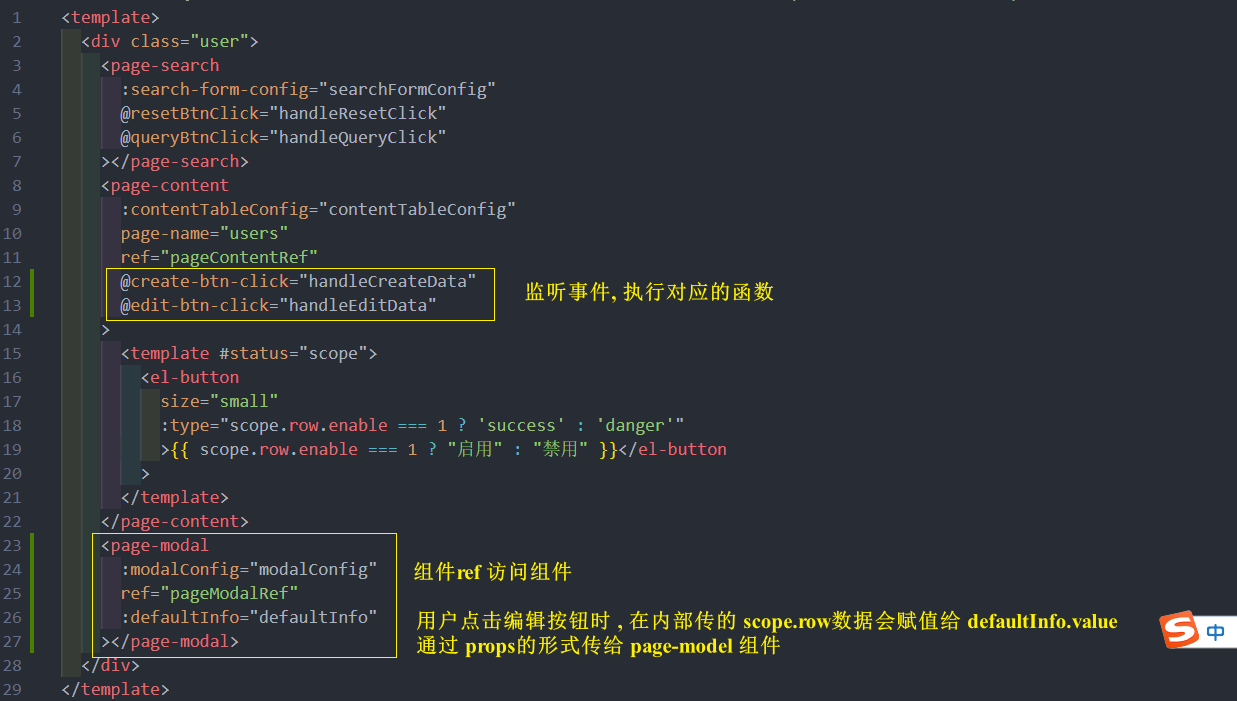 1 <template>
2 <div class="user">
3 <page-search
4 :search-form-config="searchFormConfig"
5 @resetBtnClick="handleResetClick"
6 @queryBtnClick="handleQueryClick"
7 ></page-search>
8 <page-content
9 :contentTableConfig="contentTableConfig"
10 page-name="users"
11 ref="pageContentRef"
12 @create-btn-click="handleCreateData"
13 @edit-btn-click="handleEditData"
监听事件, 执行对应的函数
14 >
15 <template #status="scope">
16 <el-button
17 size="small"
18 :type="scope.row.enable === 1 ? 'success' : 'danger'"
19 >{{ scope.row.enable === 1 ? "启用" : "禁用" }}</el-button
20 >
21 </template>
22 </page-content>
23 <page-modal
24 :modalConfig="modalConfig"
组件ref 访问组件
25 ref="pageModalRef"
26 :defaultInfo="defaultInfo"
用户点击编辑按钮时 , 在内部传的 scope.row数据会赋值给 defaultInfo.value
27 ></page-modal>
通过 props的形式传给 page-model 组件
28 </div>
29 </template>
S 中